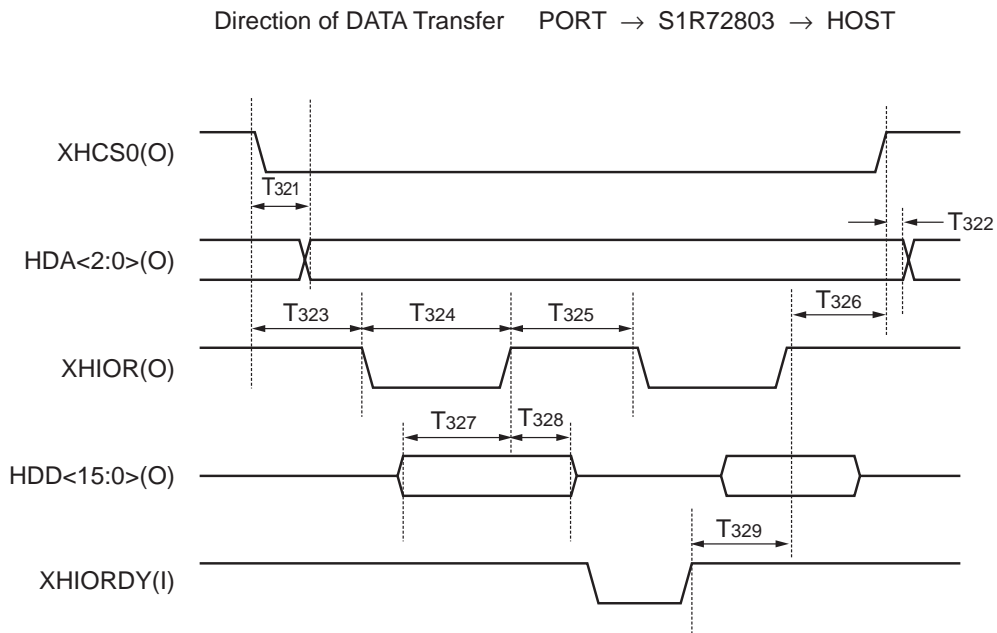 Direction of DATA Transfer PORT → S1R72803 → HOST
XHCS0(O)
T321
T322
HDA<2:0>(O)
T323
T324
T325
T326
XHIOR(O)
T327
T328
HDD<15:0>(O)
T329
XHIORDY(I)